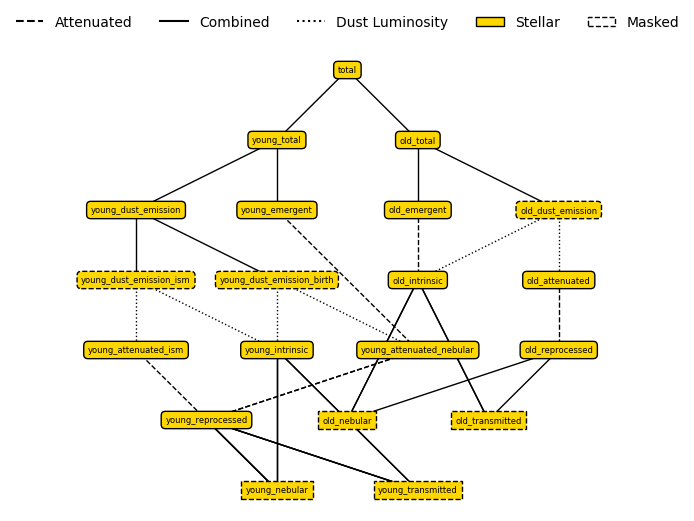 Attenuated Combined Dust Luminosity Stellar Masked
total
young_total old_total
young_dust_emission young_emergent old_emergent old_dust_emission
young_dust_emission_ism young_dust_emission_birth old_intrinsic old_attenuated
young_attenuated_ism young_intrinsic young_attenuated_nebular old_reprocessed
young_reprocessed old_nebular old_transmitted
young_nebular young_transmitted